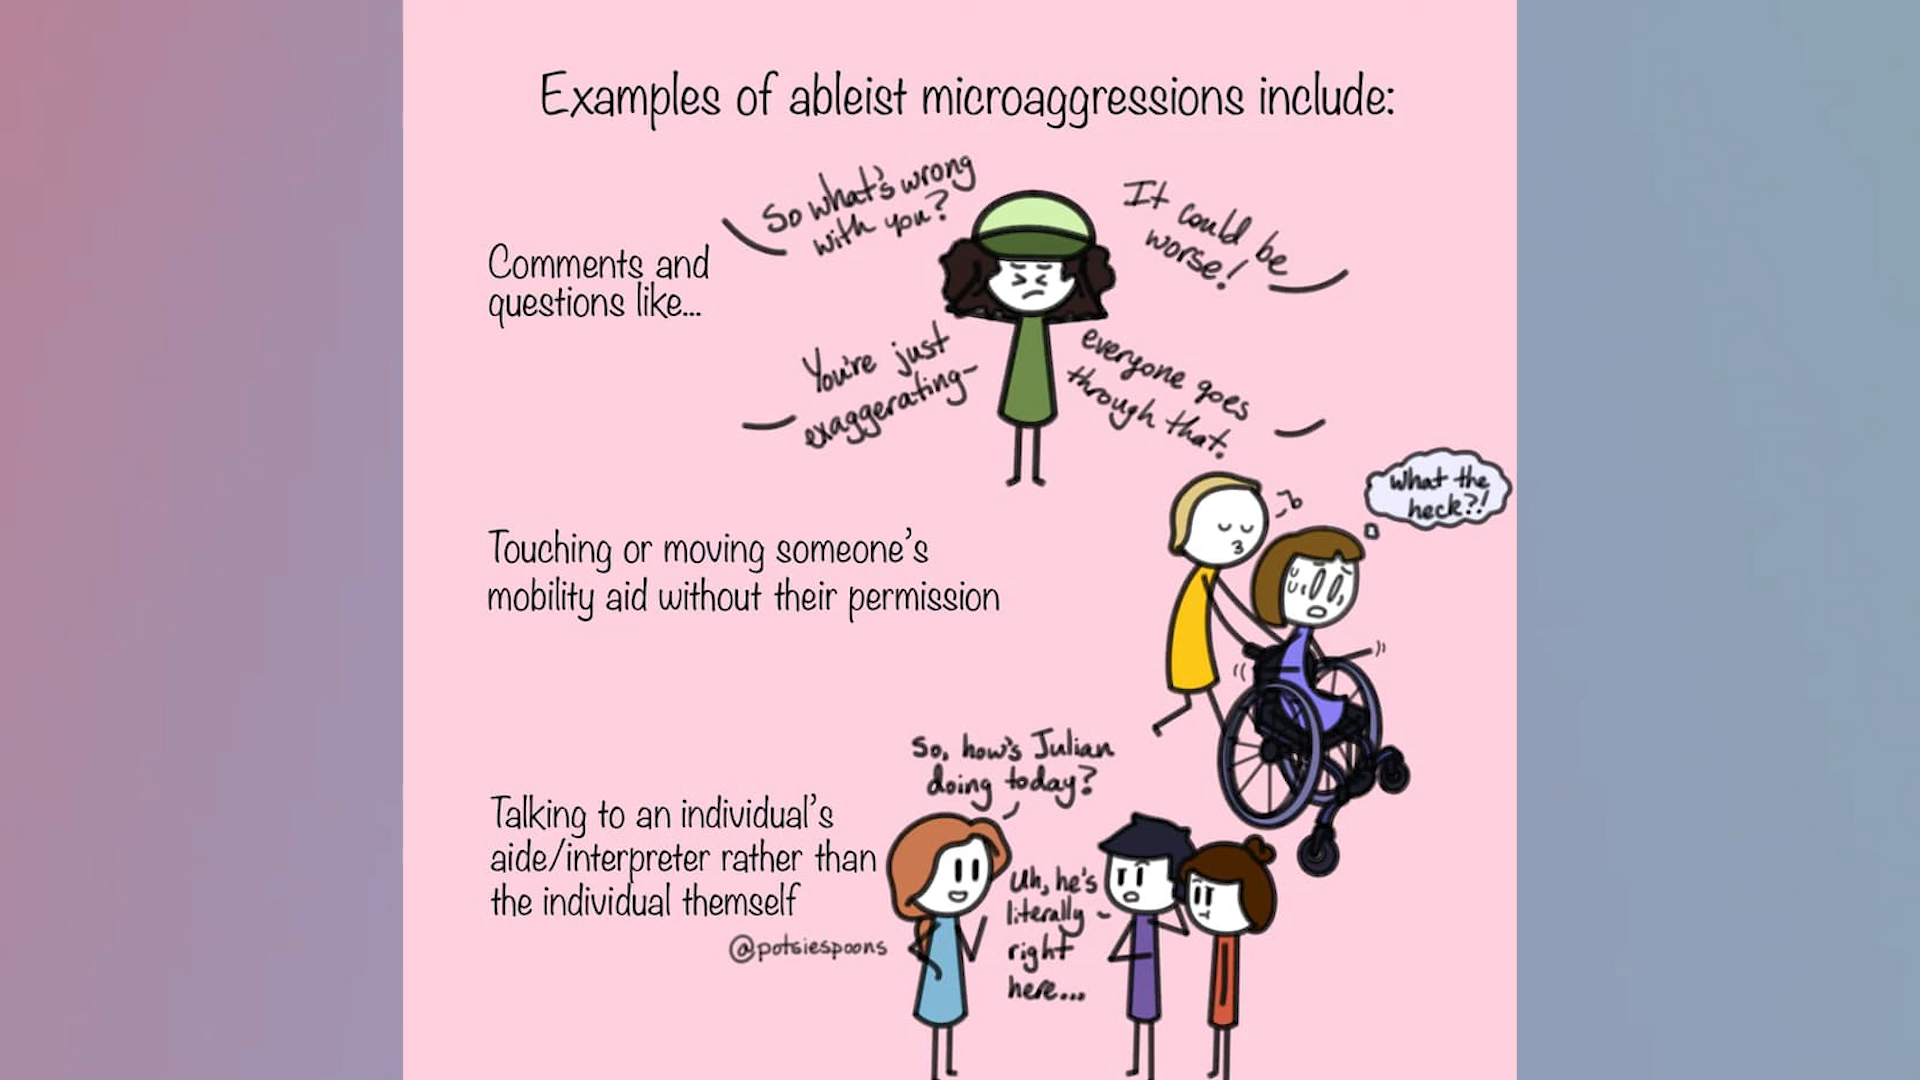 Examples of ableist microaggressions include:
So what's wrong
with you?
It could be
worse!
Comments and
questions like...
You're just
exaggerating-
everyone goes
through that.
What the
heck?!
Touching or moving someone's
mobility aid without their permission
So, how's Julian
doing today?
Talking to an individual's
aide/interpreter rather than
the individual themself
Uh, he's
literally
right
here...
@potsiespoons